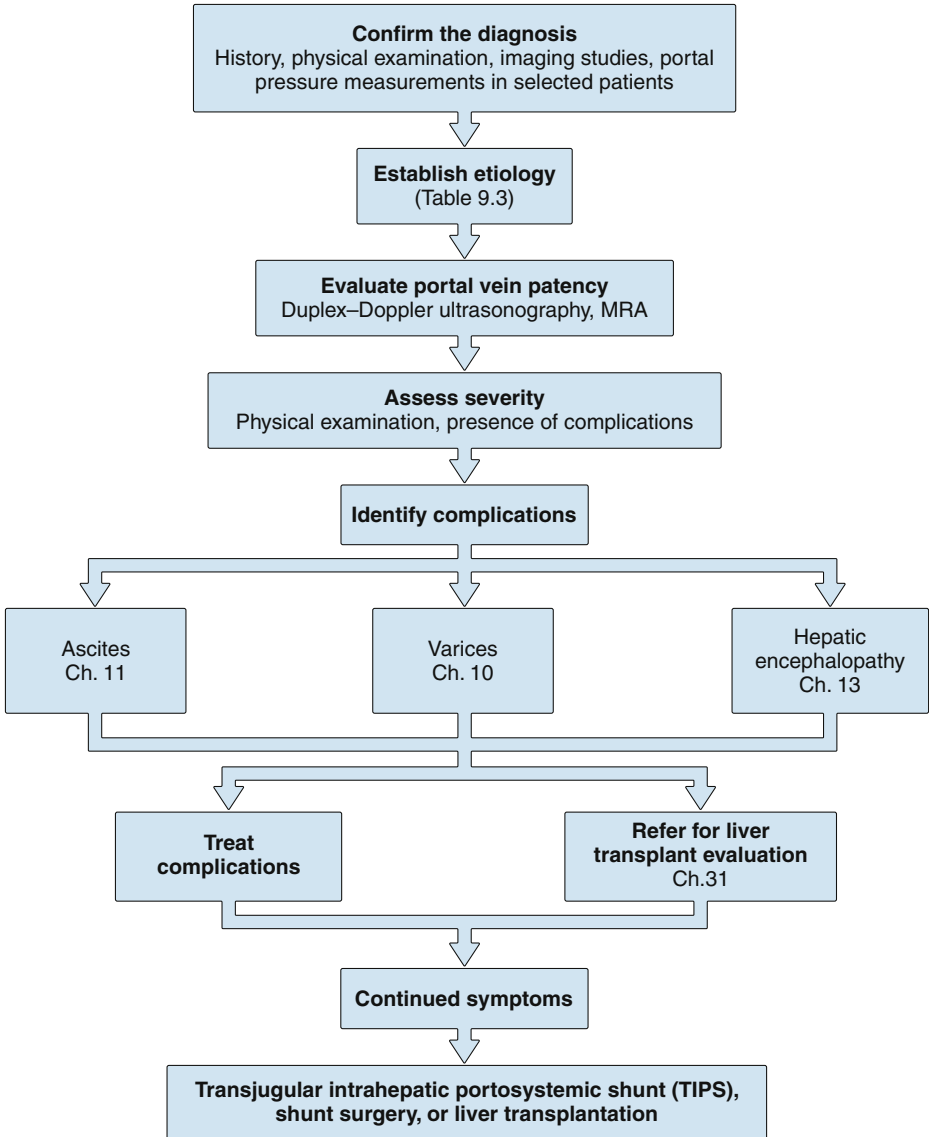 Confirm the diagnosis
History, physical examination, imaging studies, portal
pressure measurements in selected patients
Establish etiology
(Table 9.3)
Evaluate portal vein patency
Duplex–Doppler ultrasonography, MRA
Assess severity
Physical examination, presence of complications
Identify complications
Ascites
Ch. 11
Varices
Ch. 10
Hepatic
encephalopathy
Ch. 13
Treat
complications
Refer for liver
transplant evaluation
Ch.31
Continued symptoms
Transjugular intrahepatic portosystemic shunt (TIPS),
shunt surgery, or liver transplantation